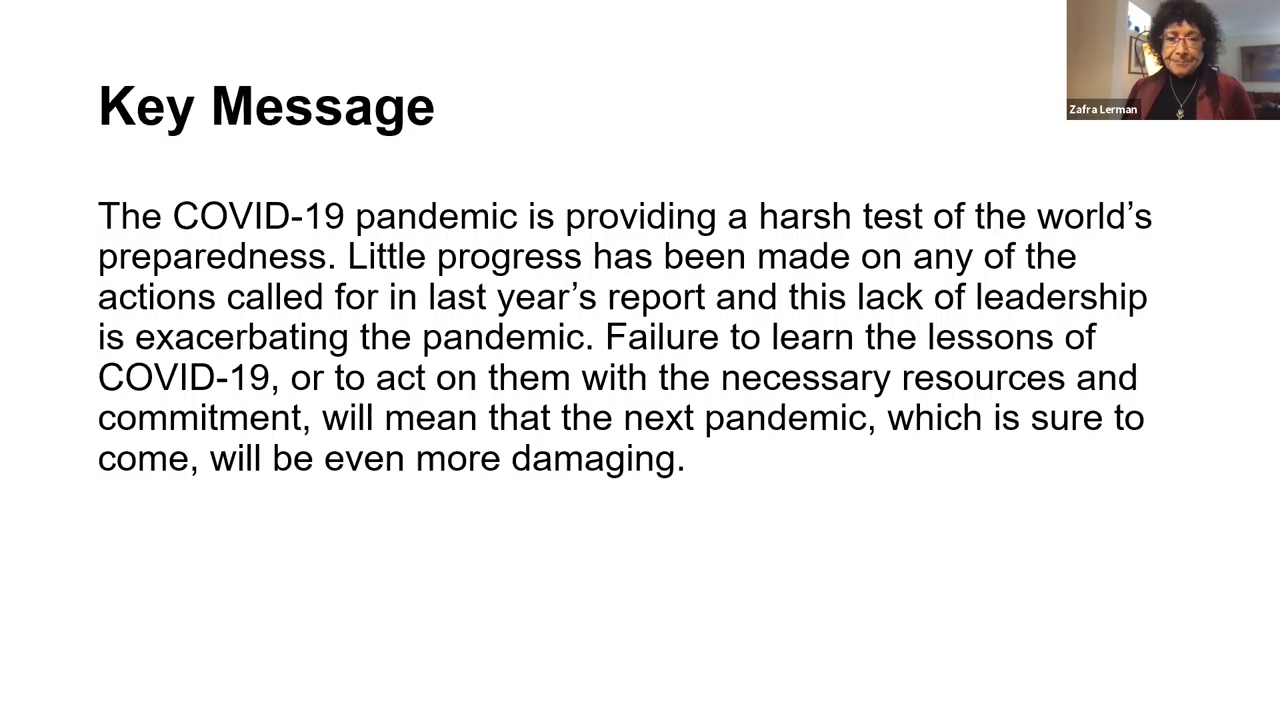 Key Message
Zafra Lerman
The COVID-19 pandemic is providing a harsh test of the world’s
preparedness. Little progress has been made on any of the
actions called for in last year’s report and this lack of leadership
is exacerbating the pandemic. Failure to learn the lessons of
COVID-19, or to act on them with the necessary resources and
commitment, will mean that the next pandemic, which is sure to
come, will be even more damaging.